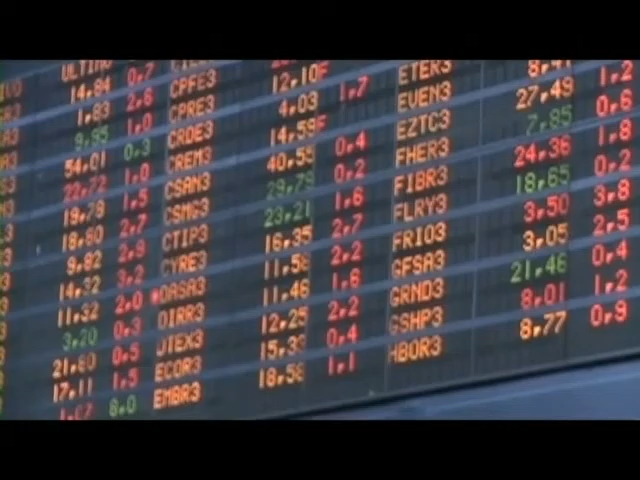 ULTIMO
14,84
1,83
9,95
54,01
22,72
19,79
18,60
9,82
14,32
11,32
3,20
21,60
17,11
0,7
2,6
1,0
0,3
1,0
1,5
2,7
2,9
3,2
2,0
0,3
0,5
1,5
6,0
CPFE3
CPRE3
CRDE3
CREM3
CSAN3
CSMG3
CTIP3
CYRE3
DASA3
DIRR3
DTEX3
ECOR3
EMBR3
12,10F
4,03
14,59F
40,55
29,79
23,21
16,35
11,58
11,46
12,25
15,33
18,58
1,7
0,4
0,2
1,6
2,7
2,2
1,6
2,2
0,4
1,1
ETER3
EVEN3
EZTC3
FHER3
FIBR3
FLRY3
FRIO3
GFSA3
GRND3
GSHP3
HBOR3
8,41
27,49
7,85
24,36
18,65
3,50
3,05
21,46
8,01
8,77
1,2
0,6
1,8
0,2
3,8
2,5
0,4
1,2
0,9